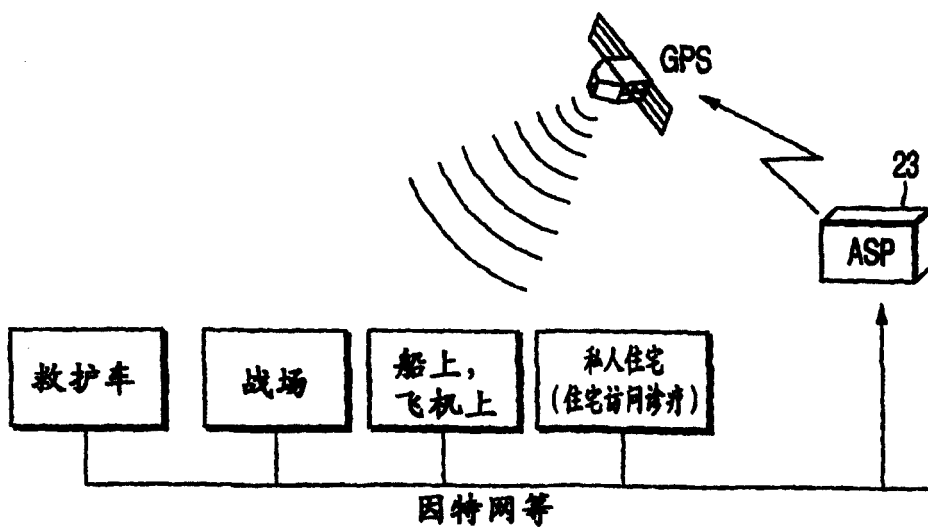 GPS
23
ASP
救护车
战场
船上，
飞机上
私人住宅
（住宅访问诊疗）
因特网等